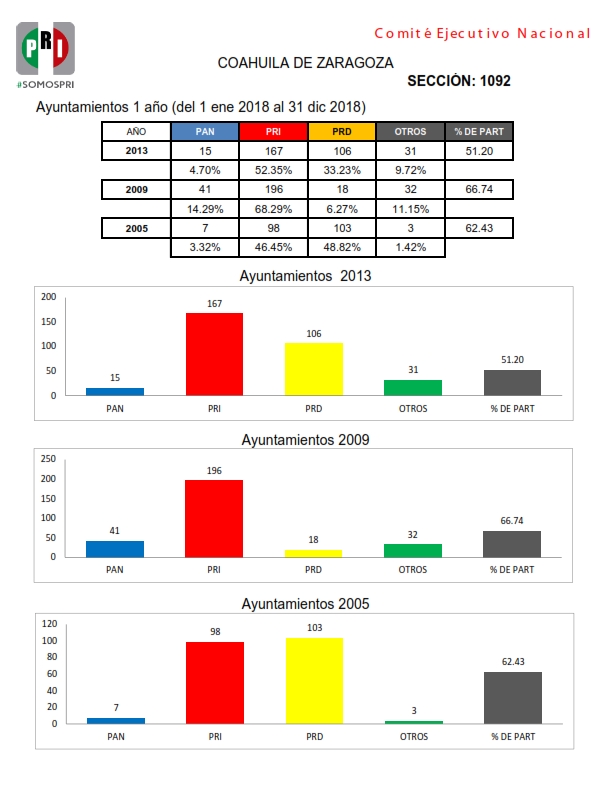 Comité Ejecutivo Nacional
PRI
#SOMOSPRI
COAHUILA DE ZARAGOZA
SECCIÓN: 1092
Ayuntamientos 1 año (del 1 ene 2018 al 31 dic 2018)
AÑO PAN PRI PRD OTROS % DE PART
2013 15 167 106 31 51.20
4.70% 52.35% 33.23% 9.72%
2009 41 196 18 32 66.74
14.29% 68.29% 6.27% 11.15%
2005 7 98 103 3 62.43
3.32% 46.45% 48.82% 1.42%
Ayuntamientos 2013
200
150
100
50
0
15 167 106 31 51.20
PAN PRI PRD OTROS % DE PART
Ayuntamientos 2009
250
200
150
100
50
0
41 196 18 32 66.74
PAN PRI PRD OTROS % DE PART
Ayuntamientos 2005
120
100
80
60
40
20
0
7 98 103 3 62.43
PAN PRI PRD OTROS % DE PART